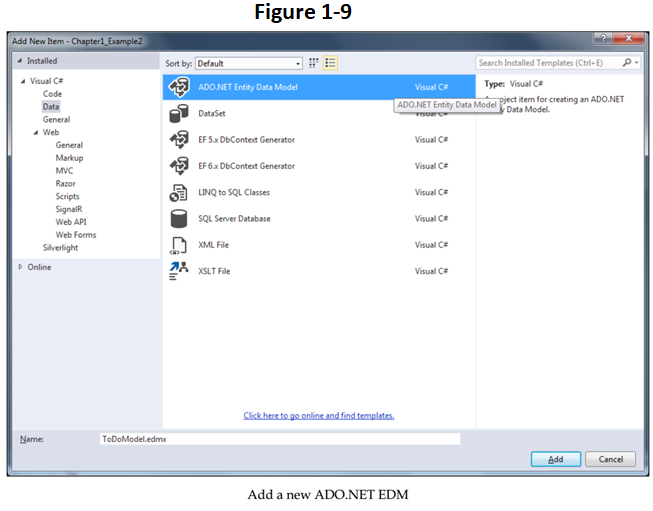 Figure 1-9
Add New Item - Chapter1_Example2
Installed
Sort by: Default
Search Installed Templates (Ctrl+E)
Visual C#
Code
Data
General
Web
General
Markup
MVC
Razor
Scripts
SignalR
Web API
Web Forms
Silverlight
Online
ADO.NET Entity Data Model Visual C#
ADO.NET Entity Data Model
DataSet Visual C#
EF 5.x DbContext Generator Visual C#
EF 6.x DbContext Generator Visual C#
LINQ to SQL Classes Visual C#
SQL Server Database Visual C#
XML File Visual C#
XSLT File Visual C#
Type: Visual C#
oject item for creating an ADO.NET
Data Model.
Click here to go online and find templates.
Name: ToDoModel.edmx
Add Cancel
Add a new ADO.NET EDM